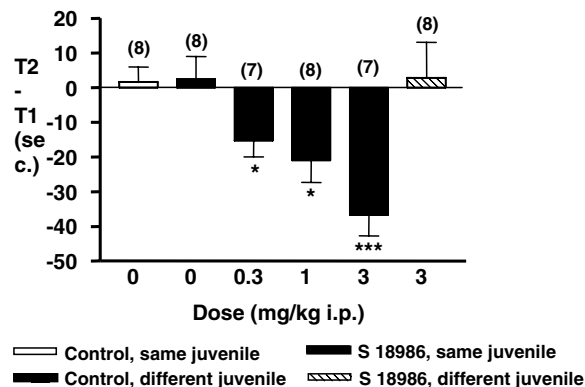 20
10
0
-10
-20
-30
-40
-50
T2
-
T1
(se
c.)
(8)
(8)
(7)
(8)
(7)
(8)
*
*
***
0 0 0.3 1 3 3
Dose (mg/kg i.p.)
Control, same juvenile
S 18986, same juvenile
Control, different juvenile
S 18986, different juvenile